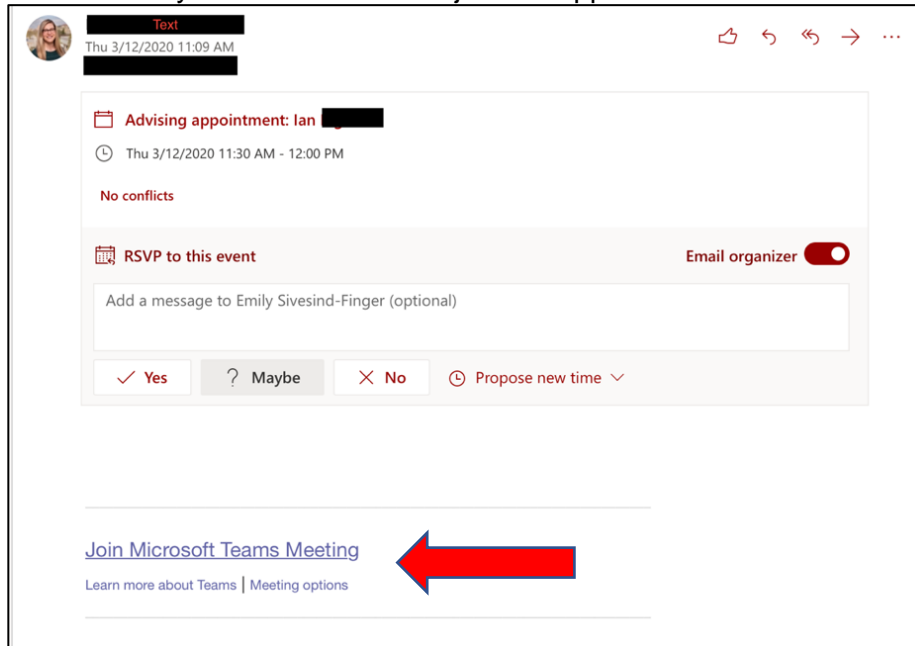 Text
Thu 3/12/2020 11:09 AM
Advising appointment: Ian
Thu 3/12/2020 11:30 AM - 12:00 PM
No conflicts
RSVP to this event
Email organizer
Add a message to Emily Sivesind-Finger (optional)
Yes
? Maybe
No
Propose new time
Join Microsoft Teams Meeting
Learn more about Teams | Meeting options